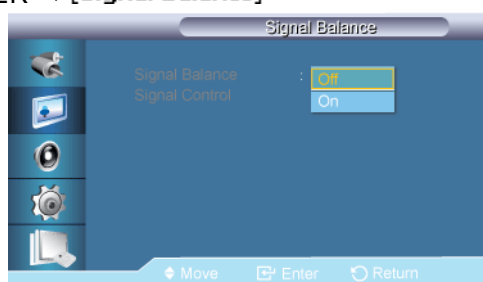 Signal Balance
Signal Balance : Off
Signal Control On
Move Enter Return